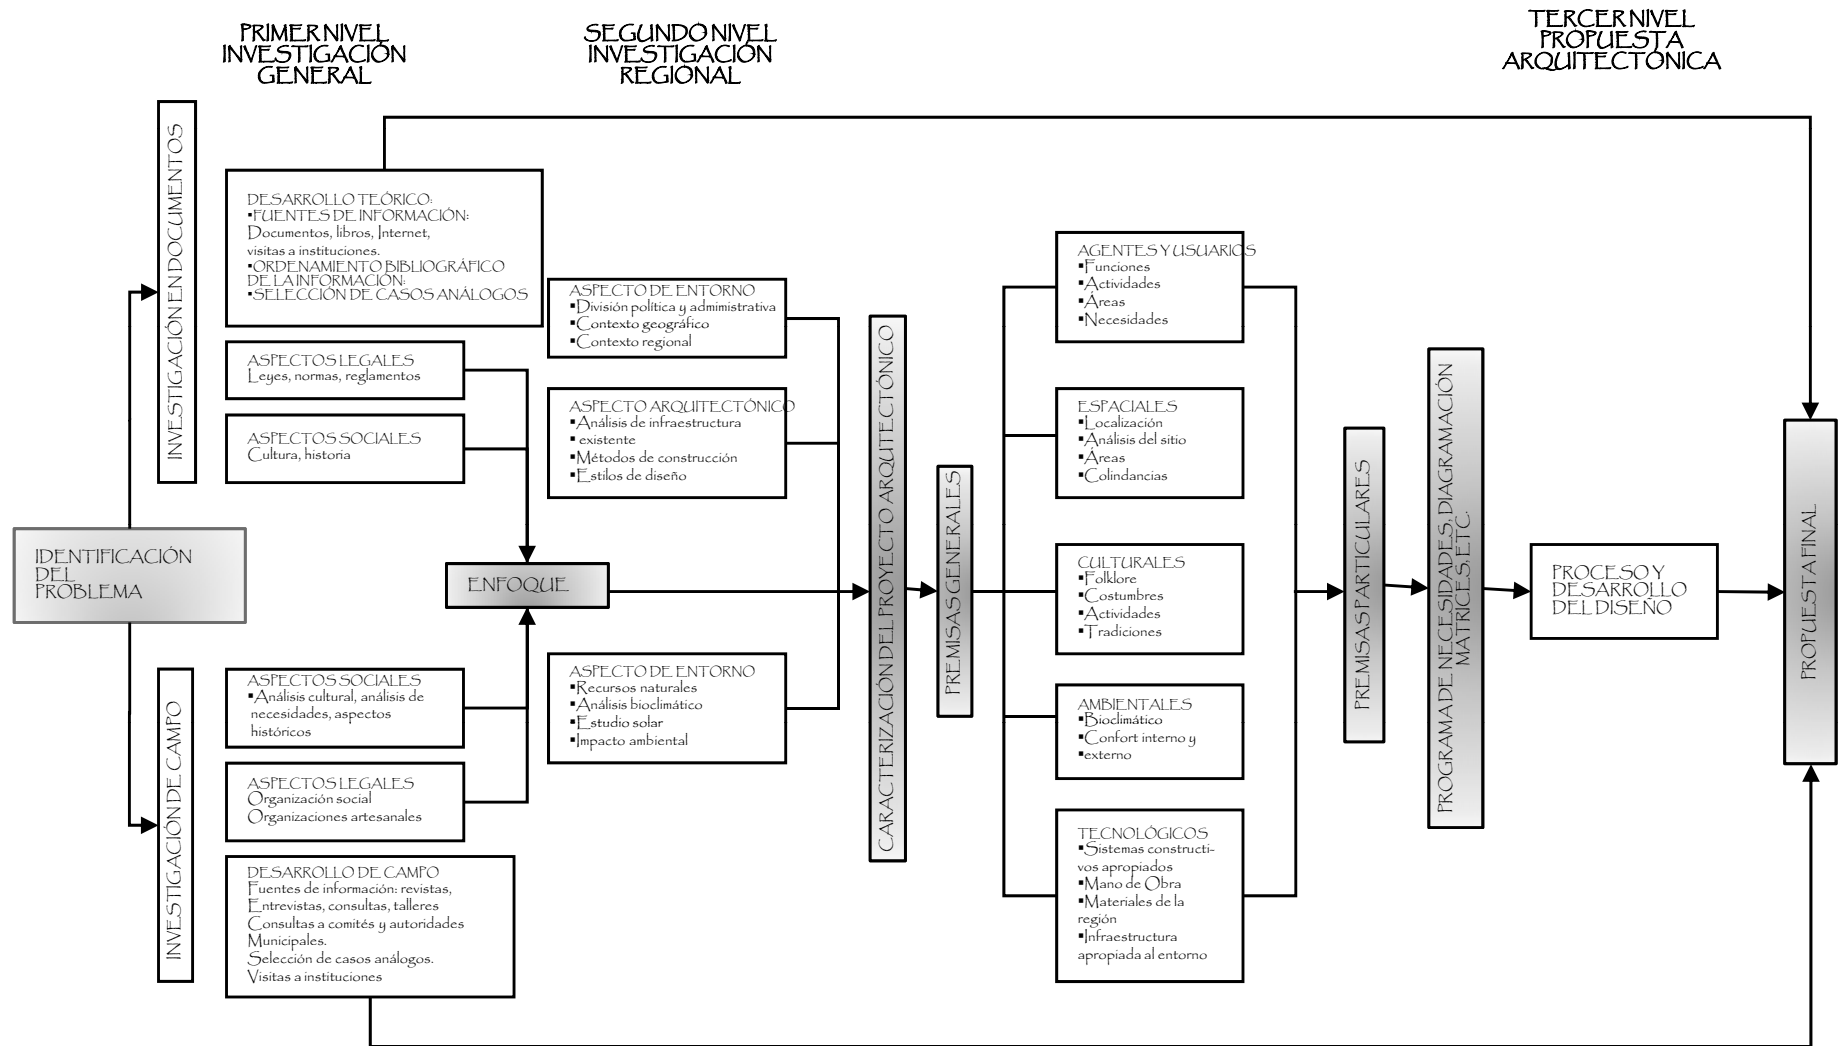 PRIMER NIVEL
INVESTIGACIÓN
GENERAL
SEGUNDO NIVEL
INVESTIGACIÓN
REGIONAL
TERCER NIVEL
PROPUESTA
ARQUITECTÓNICA
IDENTIFICACIÓN
DEL
PROBLEMA
INVESTIGACIÓN EN DOCUMENTOS
DESARROLLO TEÓRICO:
▪FUENTES DE INFORMACIÓN:
Documentos, libros, Internet,
visitas a instituciones.
▪ORDENAMIENTO BIBLIOGRÁFICO
DE LA INFORMACIÓN:
▪SELECCIÓN DE CASOS ANÁLOGOS
ASPECTOS LEGALES
Leyes, normas, reglamentos
ASPECTOS SOCIALES
Cultura, historia
ENFOQUE
INVESTIGACIÓN DE CAMPO
ASPECTOS SOCIALES
▪Análisis cultural, análisis de
necesidades, aspectos
históricos
ASPECTOS LEGALES
Organización social
Organizaciones artesanales
DESARROLLO DE CAMPO
Fuentes de información: revistas,
Entrevistas, consultas, talleres
Consultas a comités y autoridades
Municipales.
Selección de casos análogos.
Visitas a instituciones
ASPECTO DE ENTORNO
▪División política y admimistrativa
▪Contexto geográfico
▪Contexto regional
ASPECTO ARQUITECTÓNICO
▪Análisis de infraestructura
▪existente
▪Métodos de construcción
▪Estilos de diseño
ASPECTO DE ENTORNO
▪Recursos naturales
▪Análisis bioclimático
▪Estudio solar
▪Impacto ambiental
CARACTERIZACIÓN DEL PROYECTO ARQUITECTÓNICO
PREMISAS GENERALES
AGENTES Y USUARIOS
▪Funciones
▪Actividades
▪Áreas
▪Necesidades
ESPACIALES
▪Localización
▪Análisis del sitio
▪Áreas
▪Colindancias
CULTURALES
▪Folklore
▪Costumbres
▪Actividades
▪Tradiciones
AMBIENTALES
▪Bioclimático
▪Confort interno y
▪externo
TECNOLÓGICOS
▪Sistemas constructi-
vos apropiados
▪Mano de Obra
▪Materiales de la
región
▪Infraestructura
apropiada al entorno
PREMISAS PARTICULARES
PROGRAMA DE NECESIDADES, DIAGRAMACIÓN
MATRICES. ETC.
PROCESO Y
DESARROLLO
DEL DISEÑO
PROPUESTA FINAL